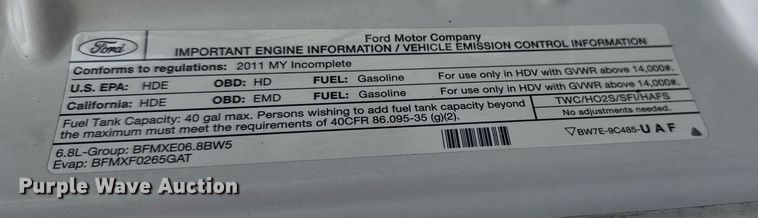 Ford
Ford Motor Company
IMPORTANT ENGINE INFORMATION / VEHICLE EMISSION CONTROL INFORMATION
Conforms to regulations: 2011 MY Incomplete
U.S. EPA: HDE OBD: HD FUEL: Gasoline For use only in HDV with GVWR above 14,000#.
California: HDE OBD: EMD FUEL: Gasoline For use only in HDV with GVWR above 14,000#.
Fuel Tank Capacity: 40 gal max. Persons wishing to add fuel tank capacity beyond
the maximum must meet the requirements of 40CFR 86.095-35 (g)(2).
TWC/HO2S/SFI/HAFS
No adjustments needed.
6.8L-Group: BFMXE06.8BW5
Evap: BFMXF0265GAT
BW7E-9C485-UAF
Purple Wave Auction